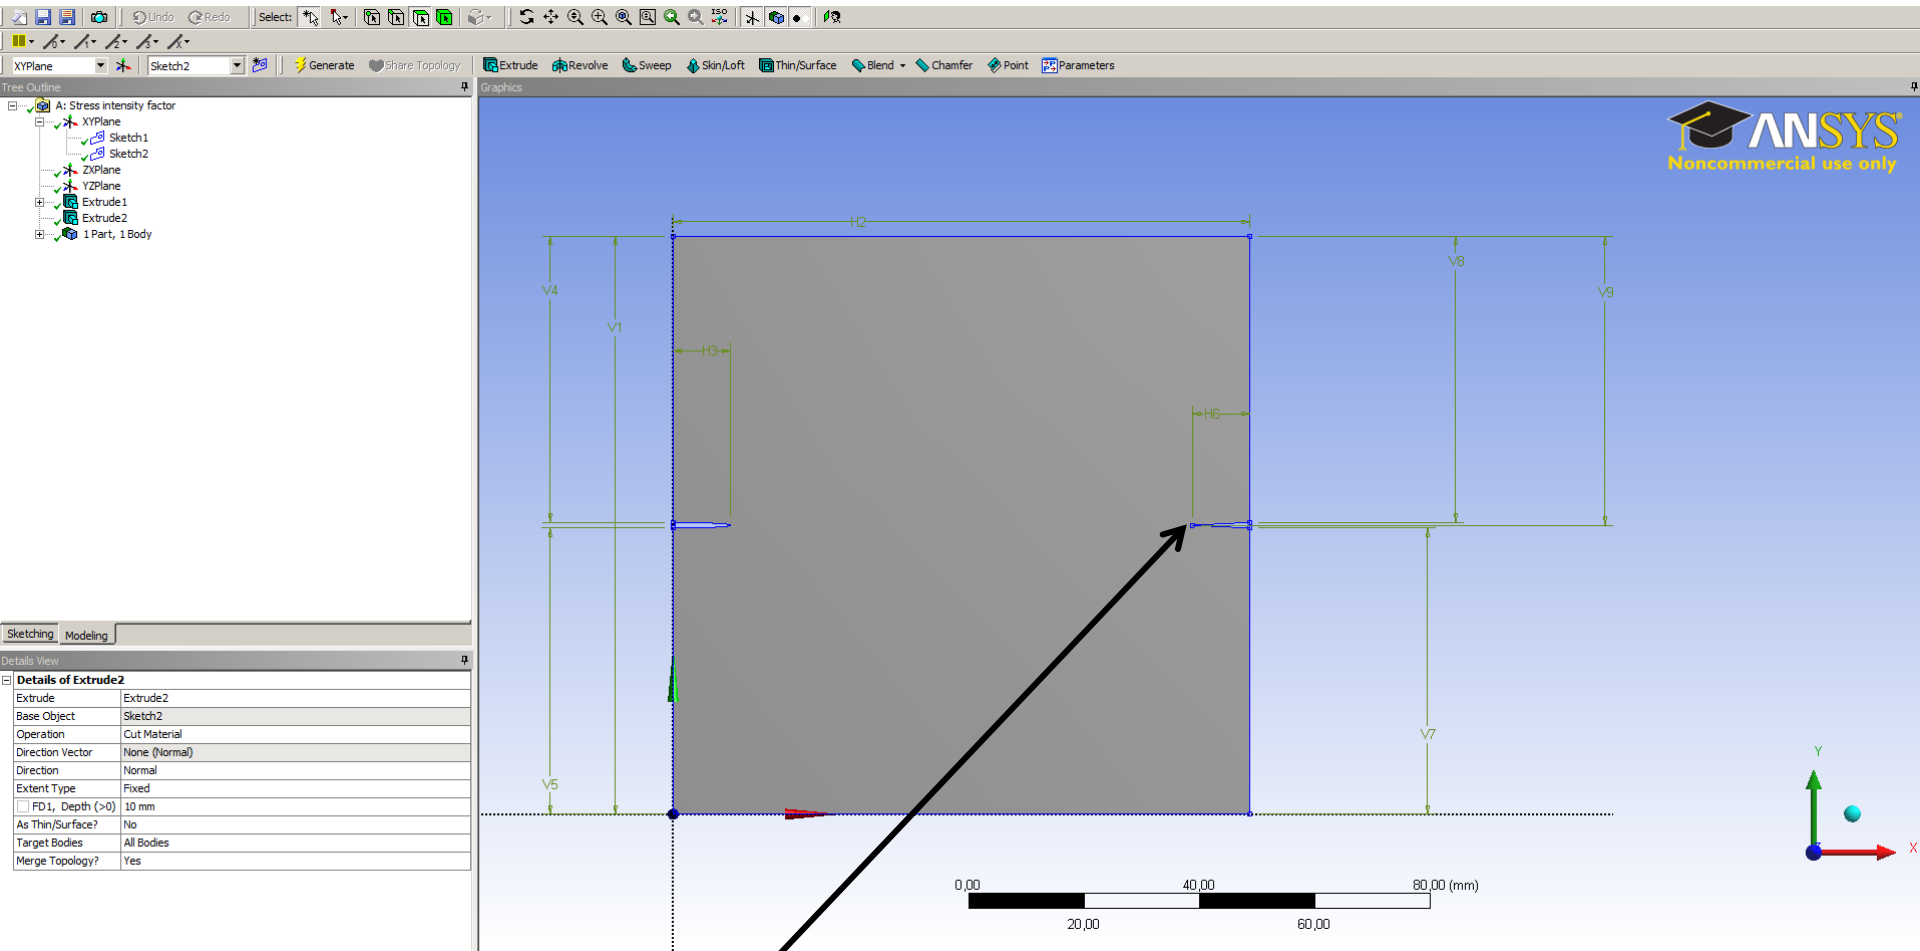 Undo Redo Select: ISO
XYPlane Sketch2 Generate Share Topology Extrude Revolve Sweep Skin/Loft Thin/Surface Blend Chamfer Point Parameters
Tree Outline
A: Stress intensity factor
XYPlane
Sketch1
Sketch2
ZXPlane
YZPlane
Extrude1
Extrude2
1 Part, 1 Body
Sketching Modeling
Details View
Details of Extrude2
Extrude Extrude2
Base Object Sketch2
Operation Cut Material
Direction Vector None (Normal)
Direction Normal
Extent Type Fixed
FD1, Depth (>0) 10 mm
As Thin/Surface? No
Target Bodies All Bodies
Merge Topology? Yes
Graphics
ANSYS
Noncommercial use only
H2
V8
V4
V9
V1
H3
H6
V7
V5
Y
X
0,00 40,00 80,00 (mm)
20,00 60,00